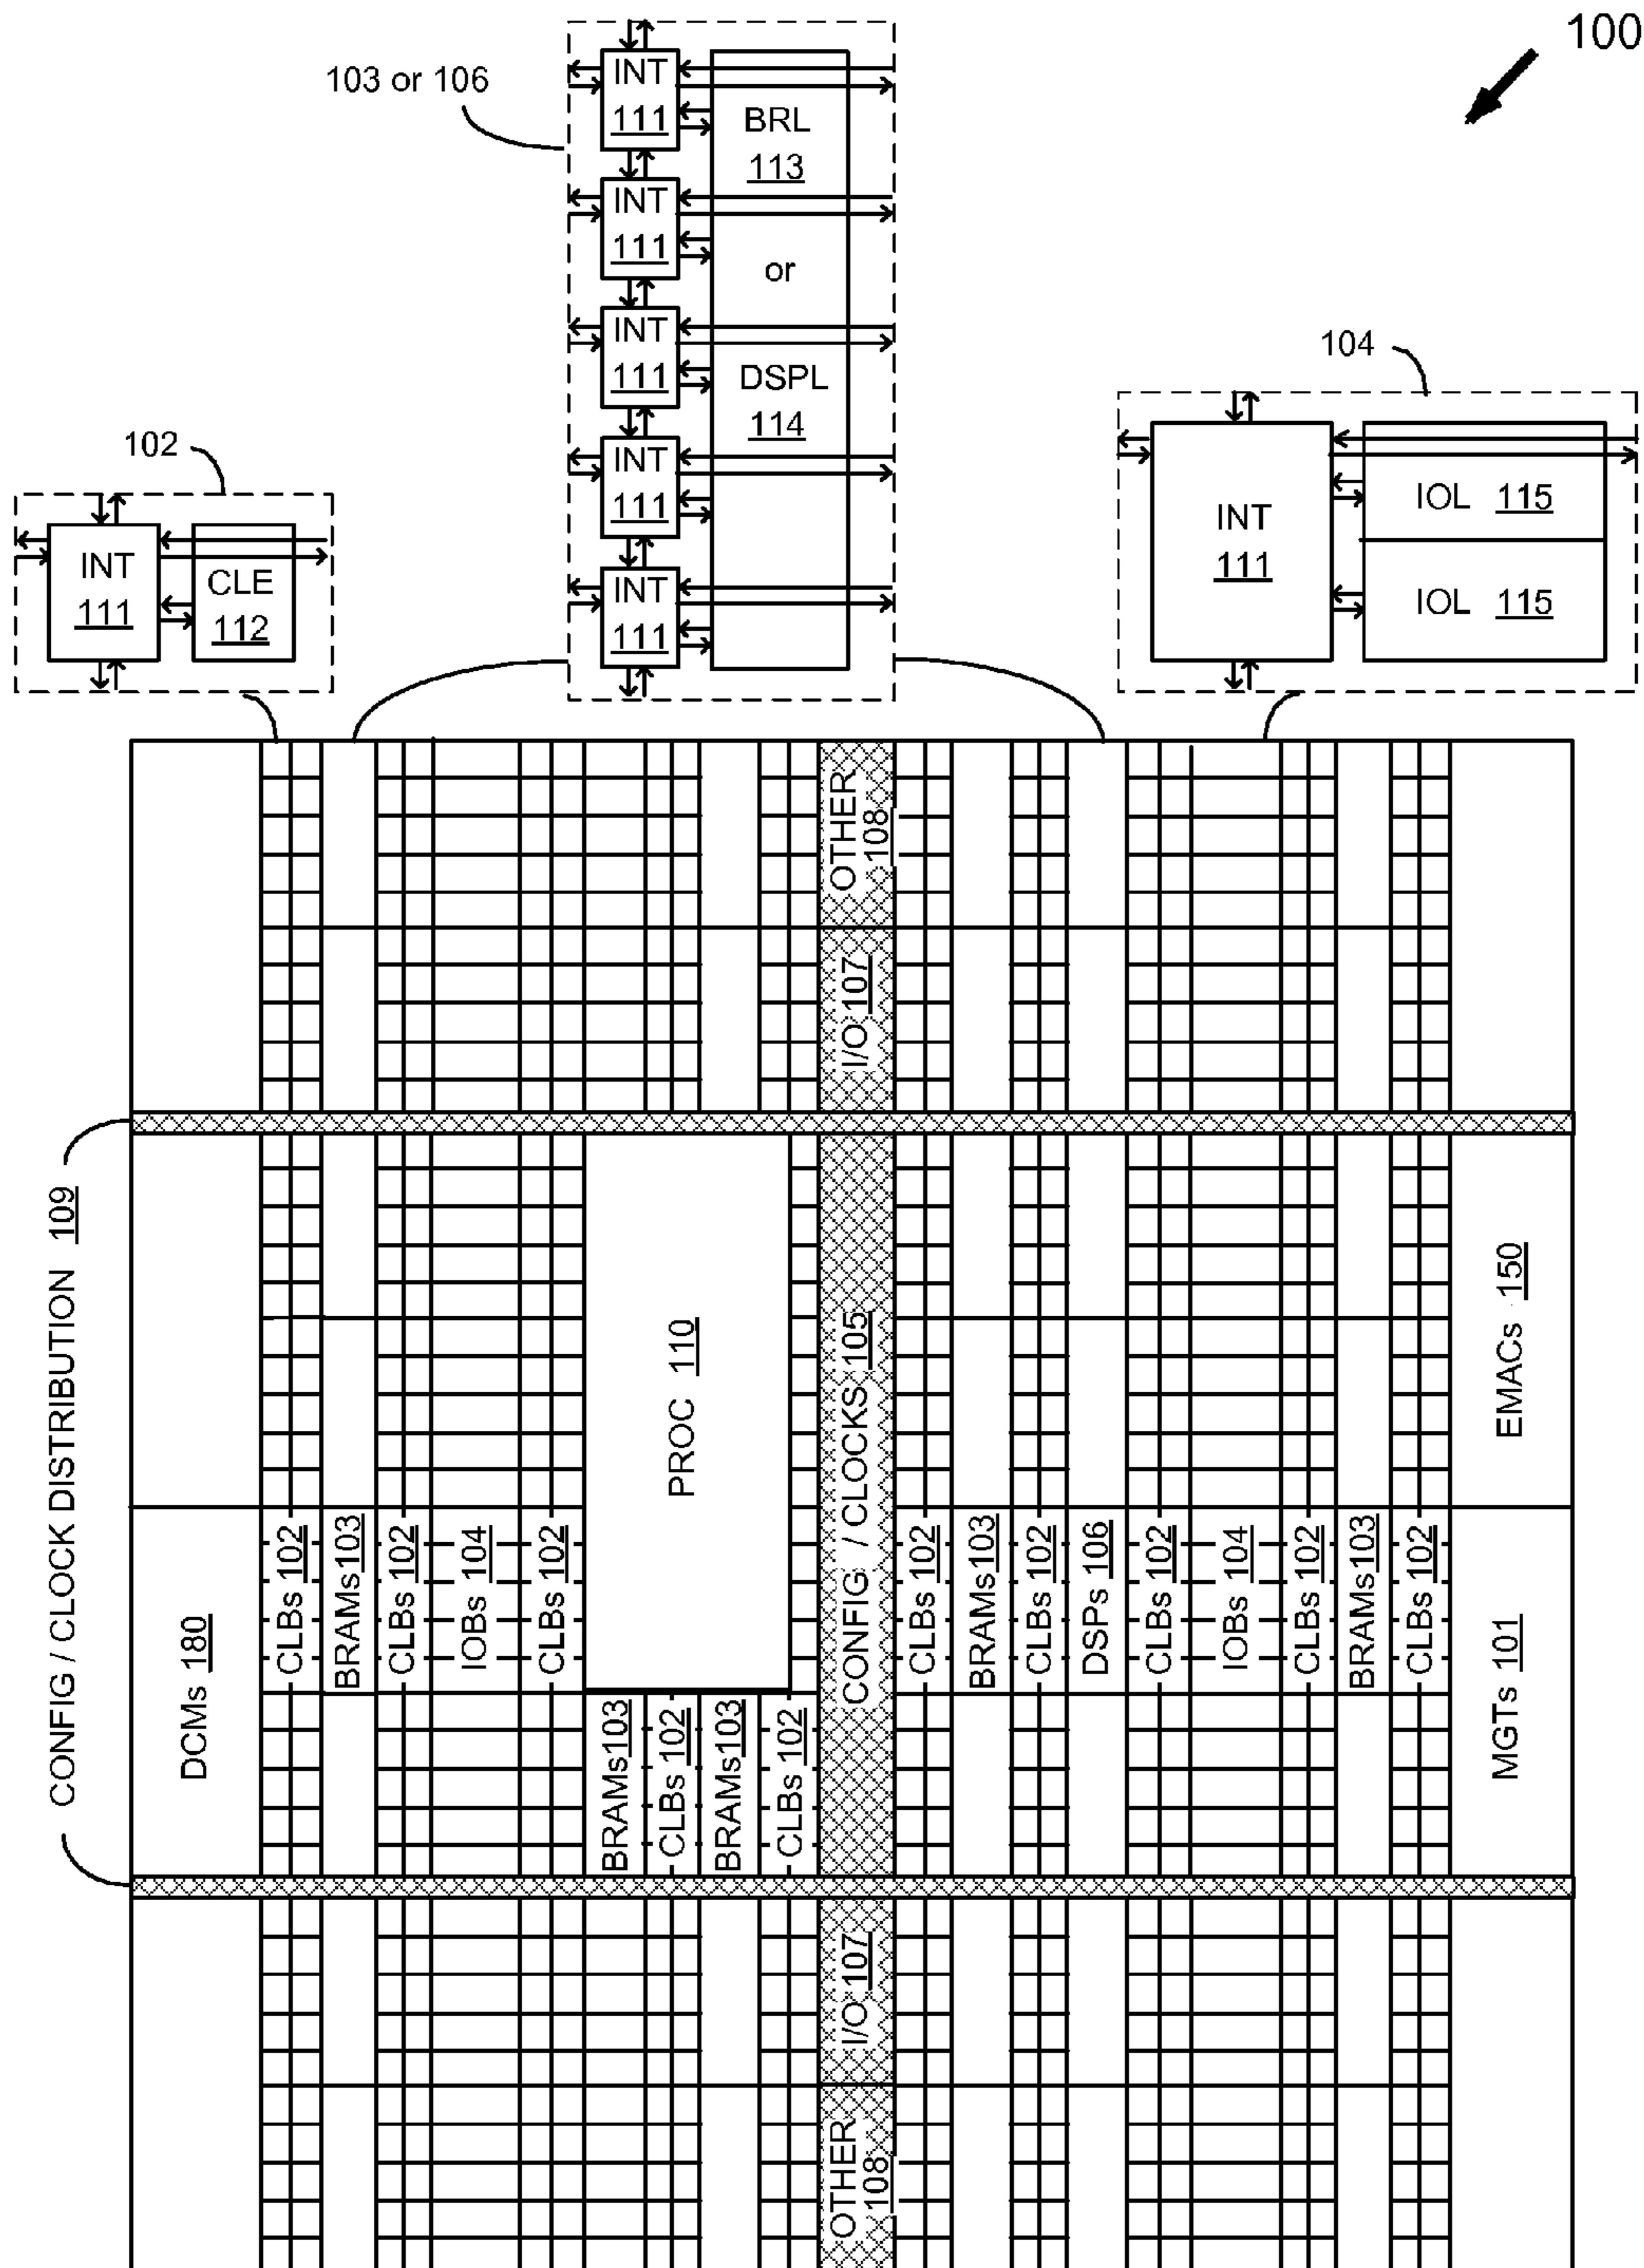 100
103 or 106
INT
111
INT
111
INT
111
INT
111
INT
111
BRL
113
or
DSPL
114
104
INT
111
IOL 115
IOL 115
102
INT
111
CLE
112
OTHER
108
I/O 107
CONFIG / CLOCK DISTRIBUTION 109
PROC 110
CONFIG / CLOCKS 105
EMACs 150
DCMs 180
CLBs 102
BRAMs 103
CLBs 102
IOBs 104
CLBs 102
BRAMs 103
CLBs 102
BRAMs 103
CLBs 102
CLBs 102
BRAMs 103
CLBs 102
DSPs 106
CLBs 102
IOBs 104
CLBs 102
BRAMs 103
CLBs 102
MGTs 101
I/O 107
OTHER
108